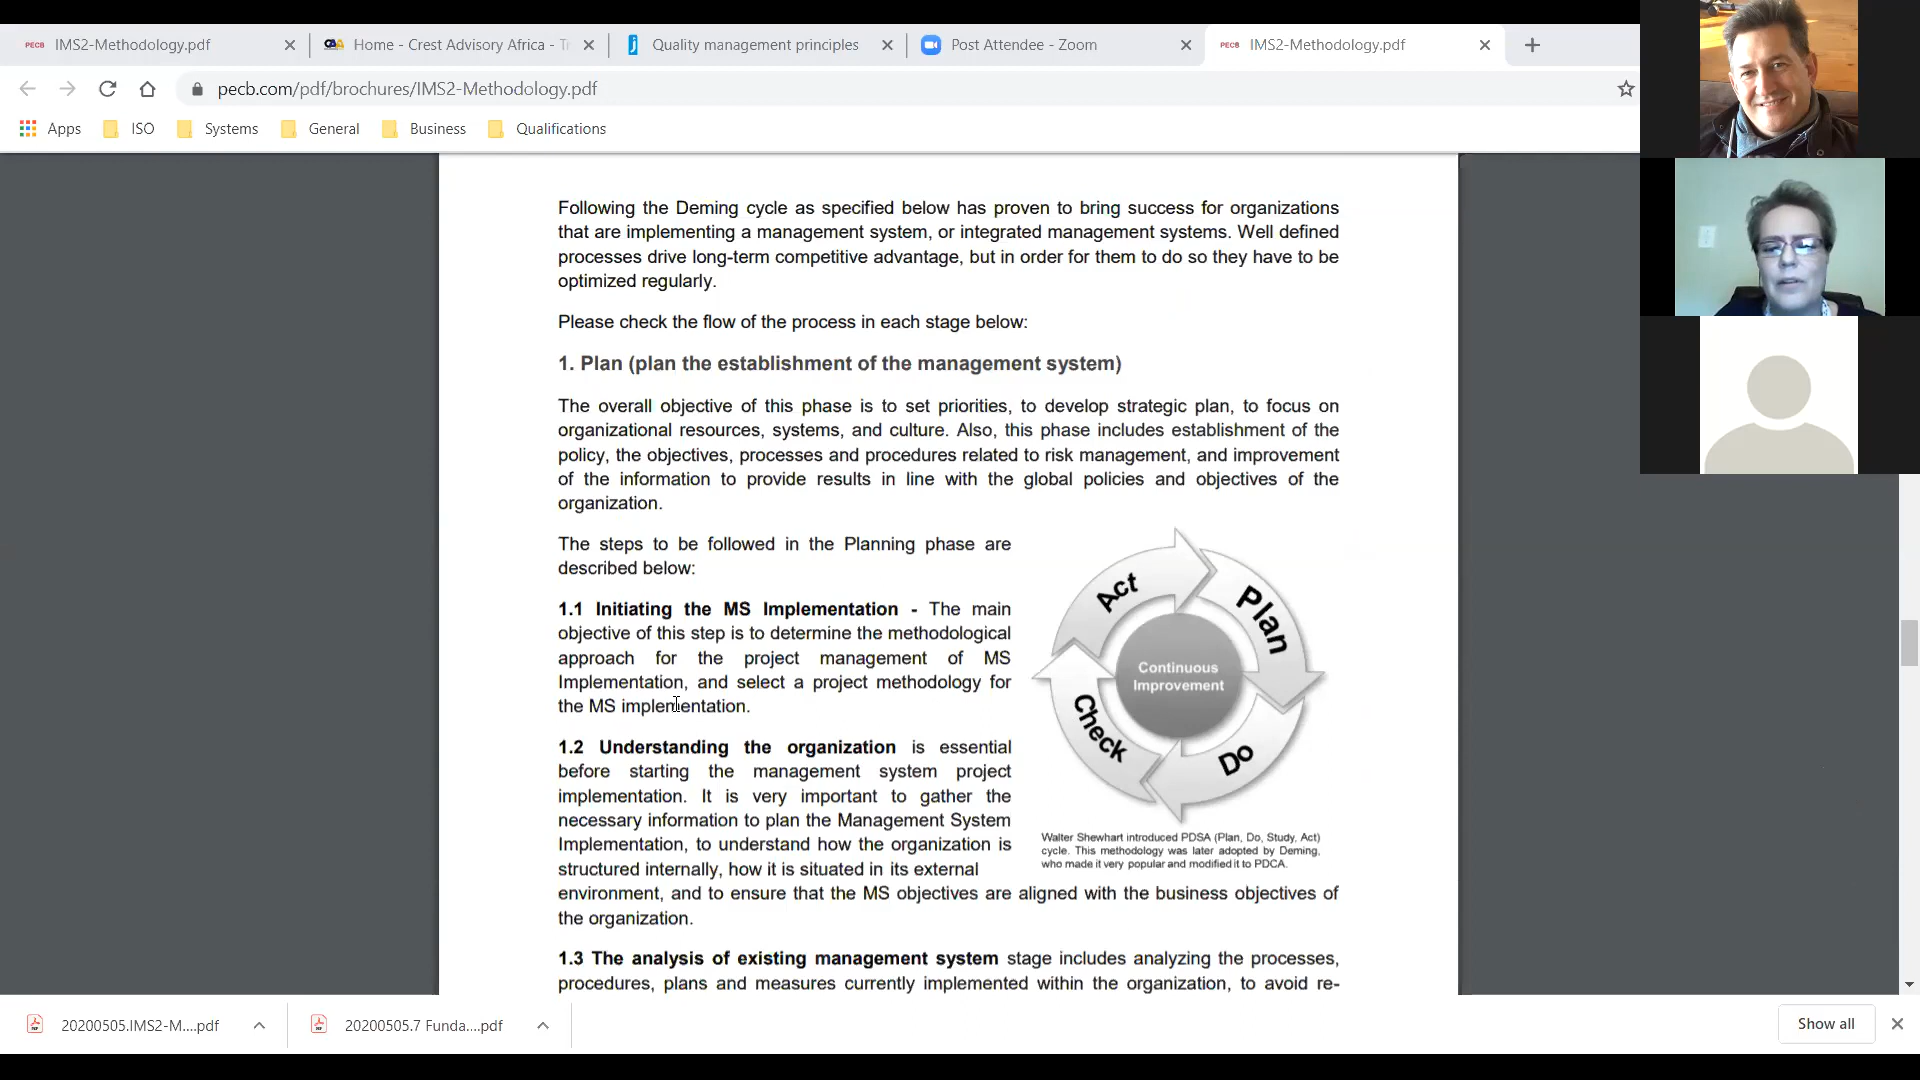 PECB IMS2-Methodology.pdf
Home - Crest Advisory Africa - T
Quality management principles
Post Attendee - Zoom
PECB IMS2-Methodology.pdf
pecb.com/pdf/brochures/IMS2-Methodology.pdf
Apps ISO Systems General Business Qualifications
Following the Deming cycle as specified below has proven to bring success for organizations
that are implementing a management system, or integrated management systems. Well defined
processes drive long-term competitive advantage, but in order for them to do so they have to be
optimized regularly.
Please check the flow of the process in each stage below:
1. Plan (plan the establishment of the management system)
The overall objective of this phase is to set priorities, to develop strategic plan, to focus on
organizational resources, systems, and culture. Also, this phase includes establishment of the
policy, the objectives, processes and procedures related to risk management, and improvement
of the information to provide results in line with the global policies and objectives of the
organization.
The steps to be followed in the Planning phase are
described below:
1.1 Initiating the MS Implementation - The main
objective of this step is to determine the methodological
approach for the project management of MS
Implementation, and select a project methodology for
the MS implementation.
1.2 Understanding the organization is essential
before starting the management system project
implementation. It is very important to gather the
necessary information to plan the Management System
Implementation, to understand how the organization is
structured internally, how it is situated in its external
environment, and to ensure that the MS objectives are aligned with the business objectives of
the organization.
Act
Plan
Continuous
Improvement
Check
Do
Walter Shewhart introduced PDSA (Plan, Do, Study, Act)
cycle. This methodology was later adopted by Deming,
who made it very popular and modified it to PDCA.
1.3 The analysis of existing management system stage includes analyzing the processes,
procedures, plans and measures currently implemented within the organization, to avoid re-
20200505.IMS2-M....pdf
20200505.7 Funda....pdf
Show all